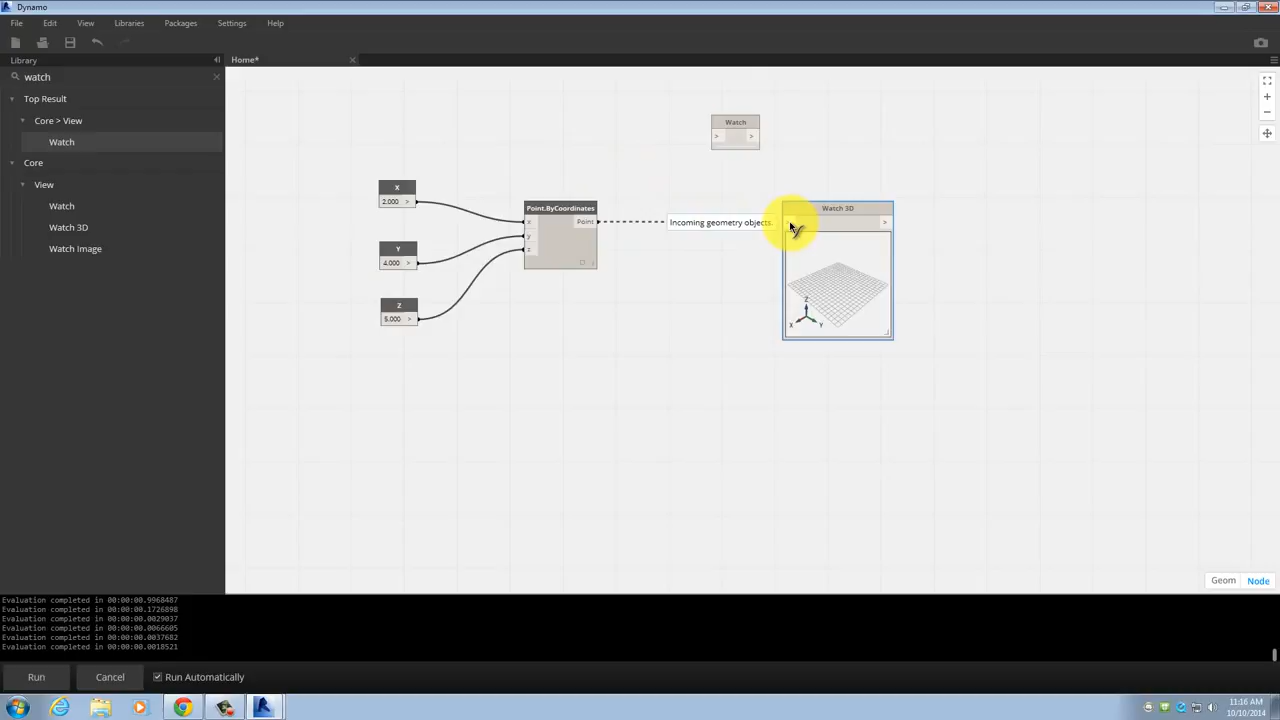 Dynamo
File Edit View Libraries Packages Settings Help
Library
Home*
watch
Top Result
Core > View
Watch
Core
View
Watch
Watch 3D
Watch Image
Watch
> >
X
2.000 >
Y
4.000 >
Z
5.000 >
Point.ByCoordinates
x Point
y
z
Incoming geometry objects.
Watch 3D
>
Z
X Y
Geom Node
Evaluation completed in 00:00:00.9968487
Evaluation completed in 00:00:00.1726898
Evaluation completed in 00:00:00.0029037
Evaluation completed in 00:00:00.0066605
Evaluation completed in 00:00:00.0037682
Evaluation completed in 00:00:00.0018521
Run Cancel Run Automatically
11:16 AM
10/10/2014